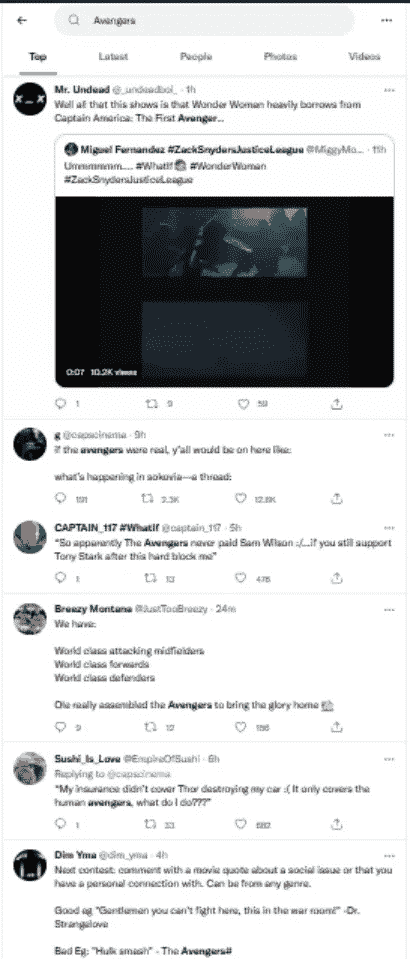 Avengers
Top Latest People Photos Videos
Mr. Undead @_undeadboi_ · 1h
Well all that this shows is that Wonder Woman heavily borrows from
Captain America: The First Avenger..
Miguel Fernandez #ZackSnydersJusticeLeague @MiggyMo... · 11h
Ummmmmm.... #WhatIf #WonderWoman
#ZackSnydersJusticeLeague
0:07 10.2K views
1 9 59
g @capscinema · 9h
if the avengers were real, y'all would be on here like:
what's happening in sokovia—a thread:
191 2.3K 12.8K
CAPTAIN_117 #WhatIf @captain_117 · 5h
"So apparently The Avengers never paid Sam Wilson :/...if you still support
Tony Stark after this hard block me"
1 13 476
Breezy Montana @JustTooBreezy · 24m
We have:
World class attacking midfielders
World class forwards
World class defenders
Ole really assembled the Avengers to bring the glory home
9 12 156
Sushi_Is_Love @EmpireOfSushi · 6h
Replying to @capscinema
"My insurance didn't cover Thor destroying my car :( It only covers the
human avengers, what do I do???"
1 33 682
Dim Yma @dim_yma · 4h
Next contest: comment with a movie quote about a social issue or that you
have a personal connection with. Can be from any genre.
Good eg "Gentlemen you can't fight here, this in the war room!" -Dr.
Strangelove
Bad Eg: "Hulk smash" - The Avengers#